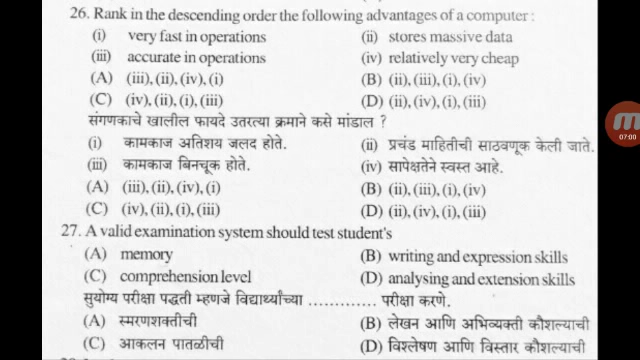 26. Rank in the descending order the following advantages of a computer :
(i) very fast in operations (ii) stores massive data
(iii) accurate in operations (iv) relatively very cheap
(A) (iii), (ii), (iv), (i) (B) (ii), (iii), (i), (iv)
(C) (iv), (ii), (i), (iii) (D) (ii), (iv), (i), (iii)
संगणकाचे खालील फायदे उतरत्या क्रमाने कसे मांडाल ?
(i) कामकाज अतिशय जलद होते. (ii) प्रचंड माहितीची साठवणूक केली जाते.
(iii) कामकाज बिनचूक होते. (iv) सापेक्षतेने स्वस्त आहे.
(A) (iii), (ii), (iv), (i) (B) (ii), (iii), (i), (iv)
(C) (iv), (ii), (i), (iii) (D) (ii), (iv), (i), (iii)
27. A valid examination system should test student's
(A) memory (B) writing and expression skills
(C) comprehension level (D) analysing and extension skills
सुयोग्य परीक्षा पद्धती म्हणजे विद्यार्थ्यांच्या ............. परीक्षा करणे.
(A) स्मरणशक्तीची (B) लेखन आणि अभिव्यक्ती कौशल्याची
(C) आकलन पातळीची (D) विश्लेषण आणि विस्तार कौशल्याची
M
07:00